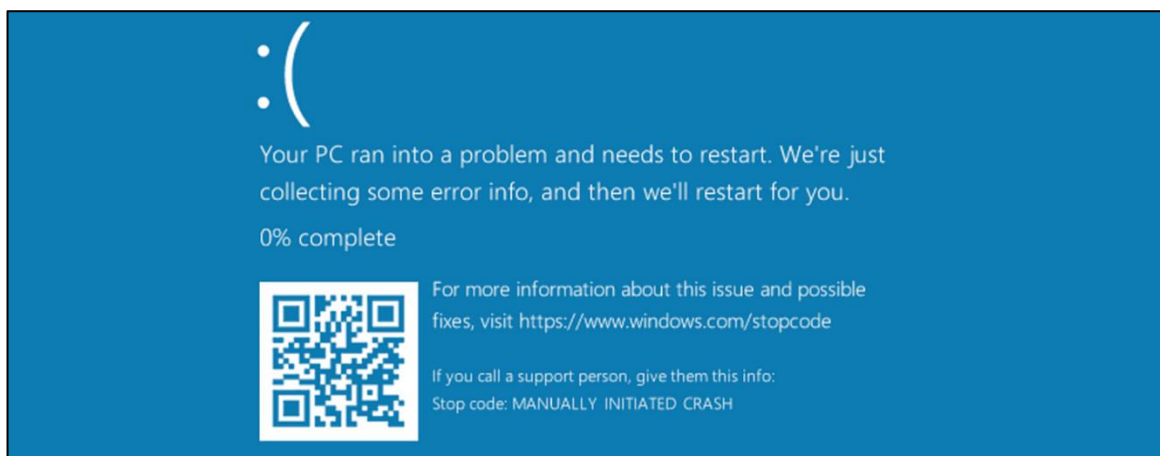 :(
Your PC ran into a problem and needs to restart. We're just
collecting some error info, and then we'll restart for you.
0% complete
For more information about this issue and possible
fixes, visit https://www.windows.com/stopcode
If you call a support person, give them this info:
Stop code: MANUALLY INITIATED CRASH